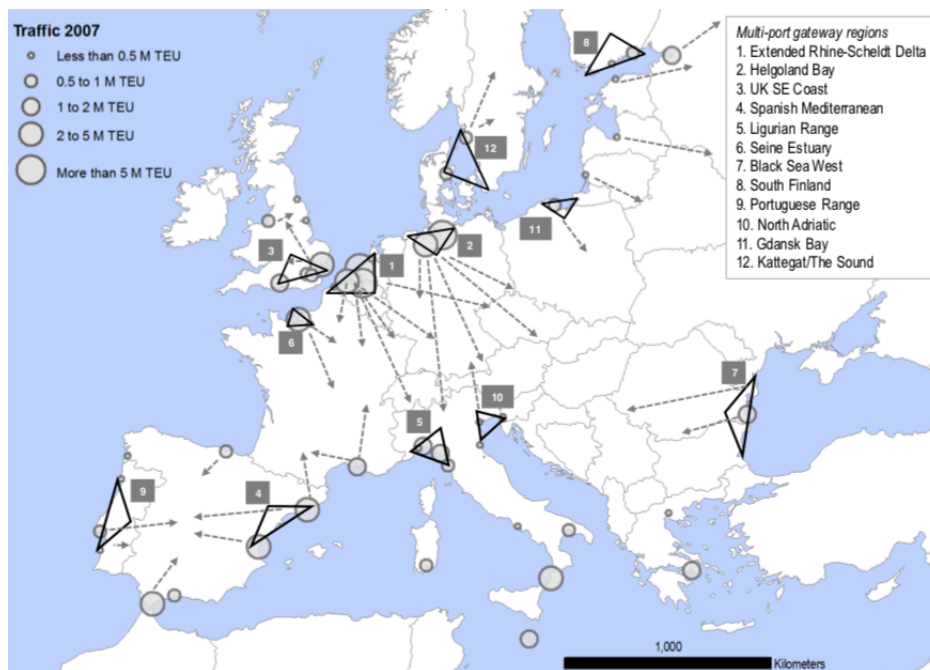 Traffic 2007
Less than 0.5 M TEU
0.5 to 1 M TEU
1 to 2 M TEU
2 to 5 M TEU
More than 5 M TEU
Multi-port gateway regions
1. Extended Rhine-Scheldt Delta
2. Helgoland Bay
3. UK SE Coast
4. Spanish Mediterranean
5. Ligurian Range
6. Seine Estuary
7. Black Sea West
8. South Finland
9. Portuguese Range
10. North Adriatic
11. Gdansk Bay
12. Kattegat/The Sound
8
12
11
3
2
1
6
7
10
5
9
4
1,000
Kilometers